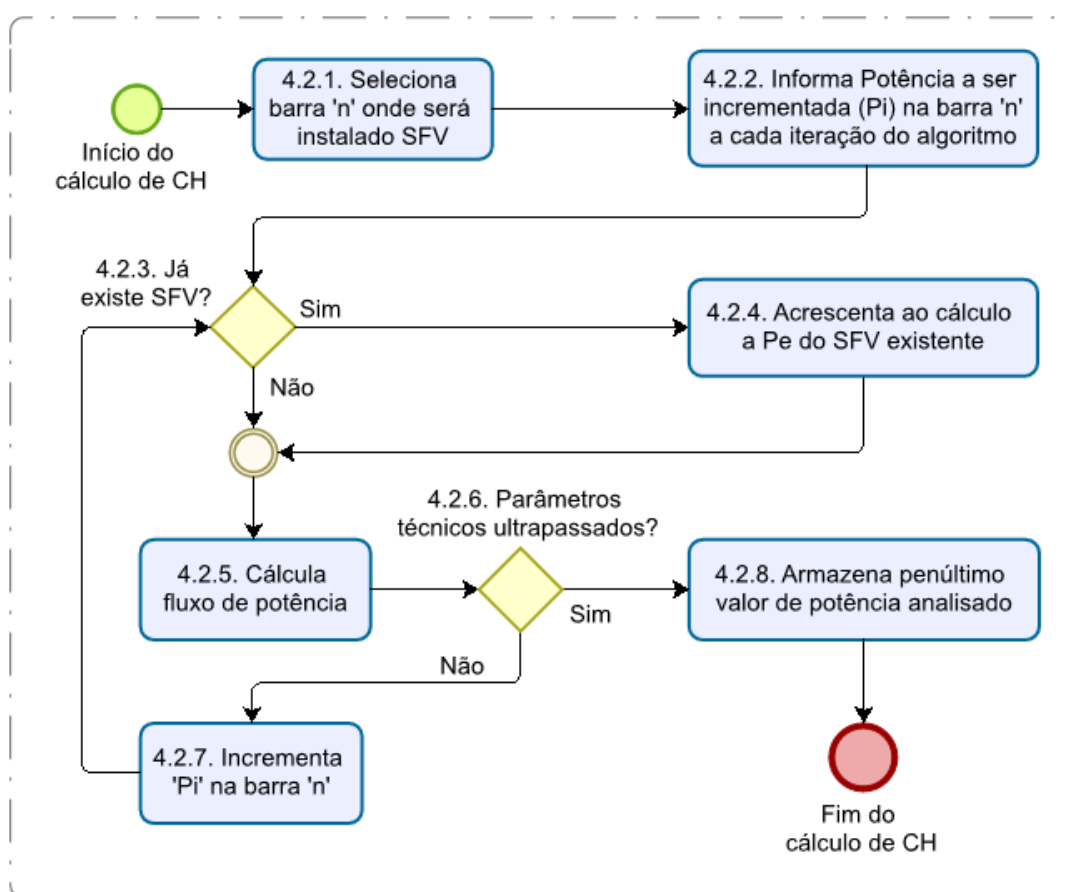 4.2.1. Seleciona
barra 'n' onde será
instalado SFV
4.2.2. Informa Potência a ser
incrementada (Pi) na barra 'n'
a cada iteração do algoritmo
Início do
cálculo de CH
4.2.3. Já
existe SFV?
Sim
4.2.4. Acrescenta ao cálculo
a Pe do SFV existente
Não
4.2.6. Parâmetros
técnicos ultrapassados?
4.2.5. Cálcula
fluxo de potência
Sim
4.2.8. Armazena penúltimo
valor de potência analisado
Não
4.2.7. Incrementa
'Pi' na barra 'n'
Fim do
cálculo de CH